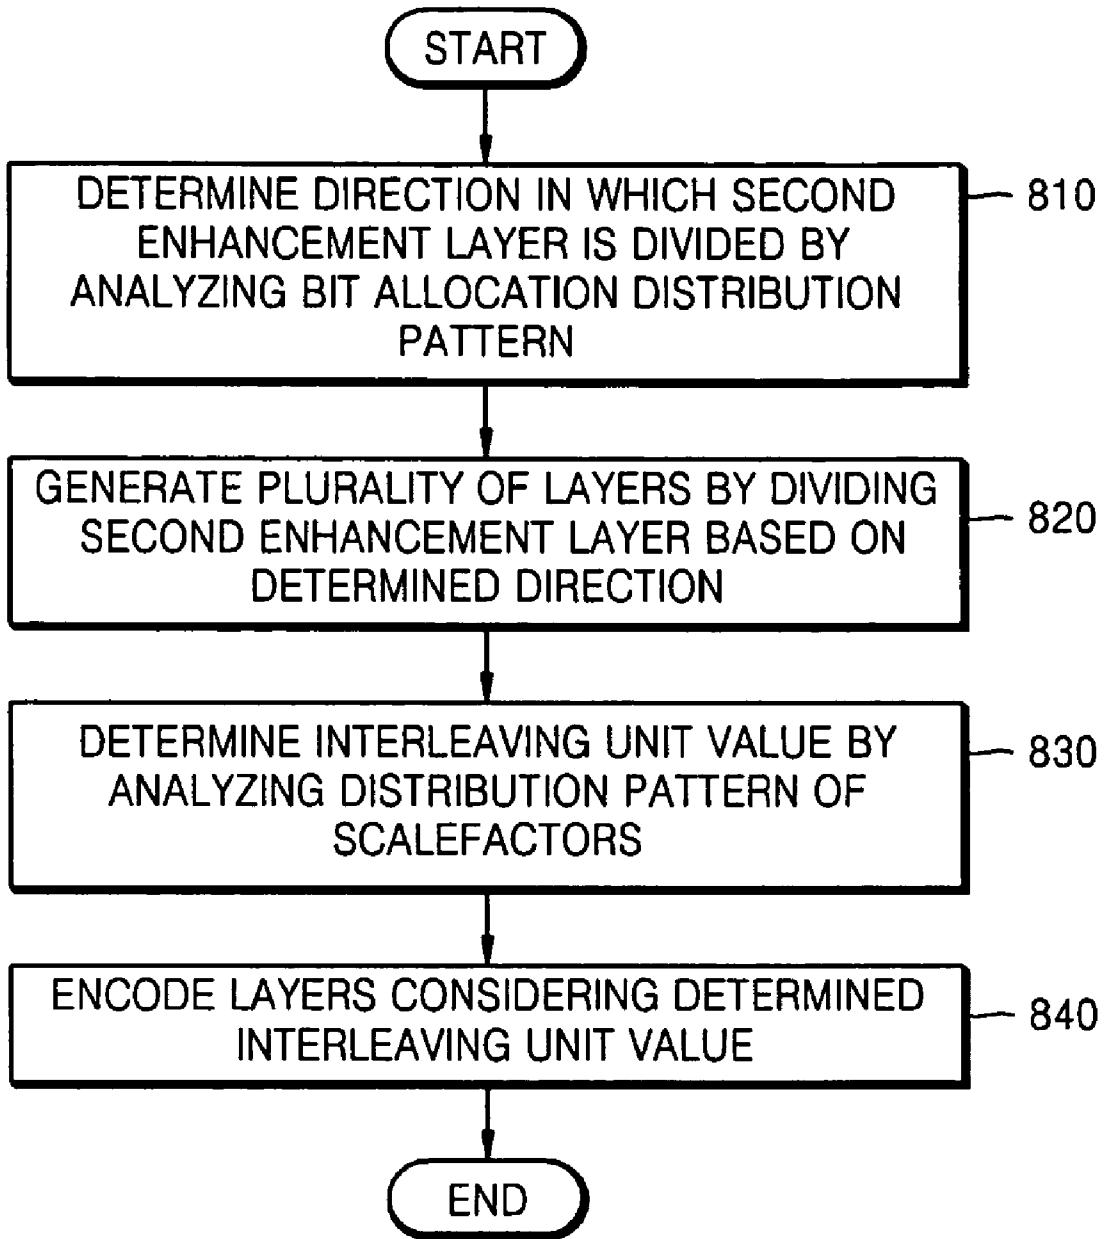 START
DETERMINE DIRECTION IN WHICH SECOND
ENHANCEMENT LAYER IS DIVIDED BY
ANALYZING BIT ALLOCATION DISTRIBUTION
PATTERN
810
GENERATE PLURALITY OF LAYERS BY DIVIDING
SECOND ENHANCEMENT LAYER BASED ON
DETERMINED DIRECTION
820
DETERMINE INTERLEAVING UNIT VALUE BY
ANALYZING DISTRIBUTION PATTERN OF
SCALEFACTORS
830
ENCODE LAYERS CONSIDERING DETERMINED
INTERLEAVING UNIT VALUE
840
END